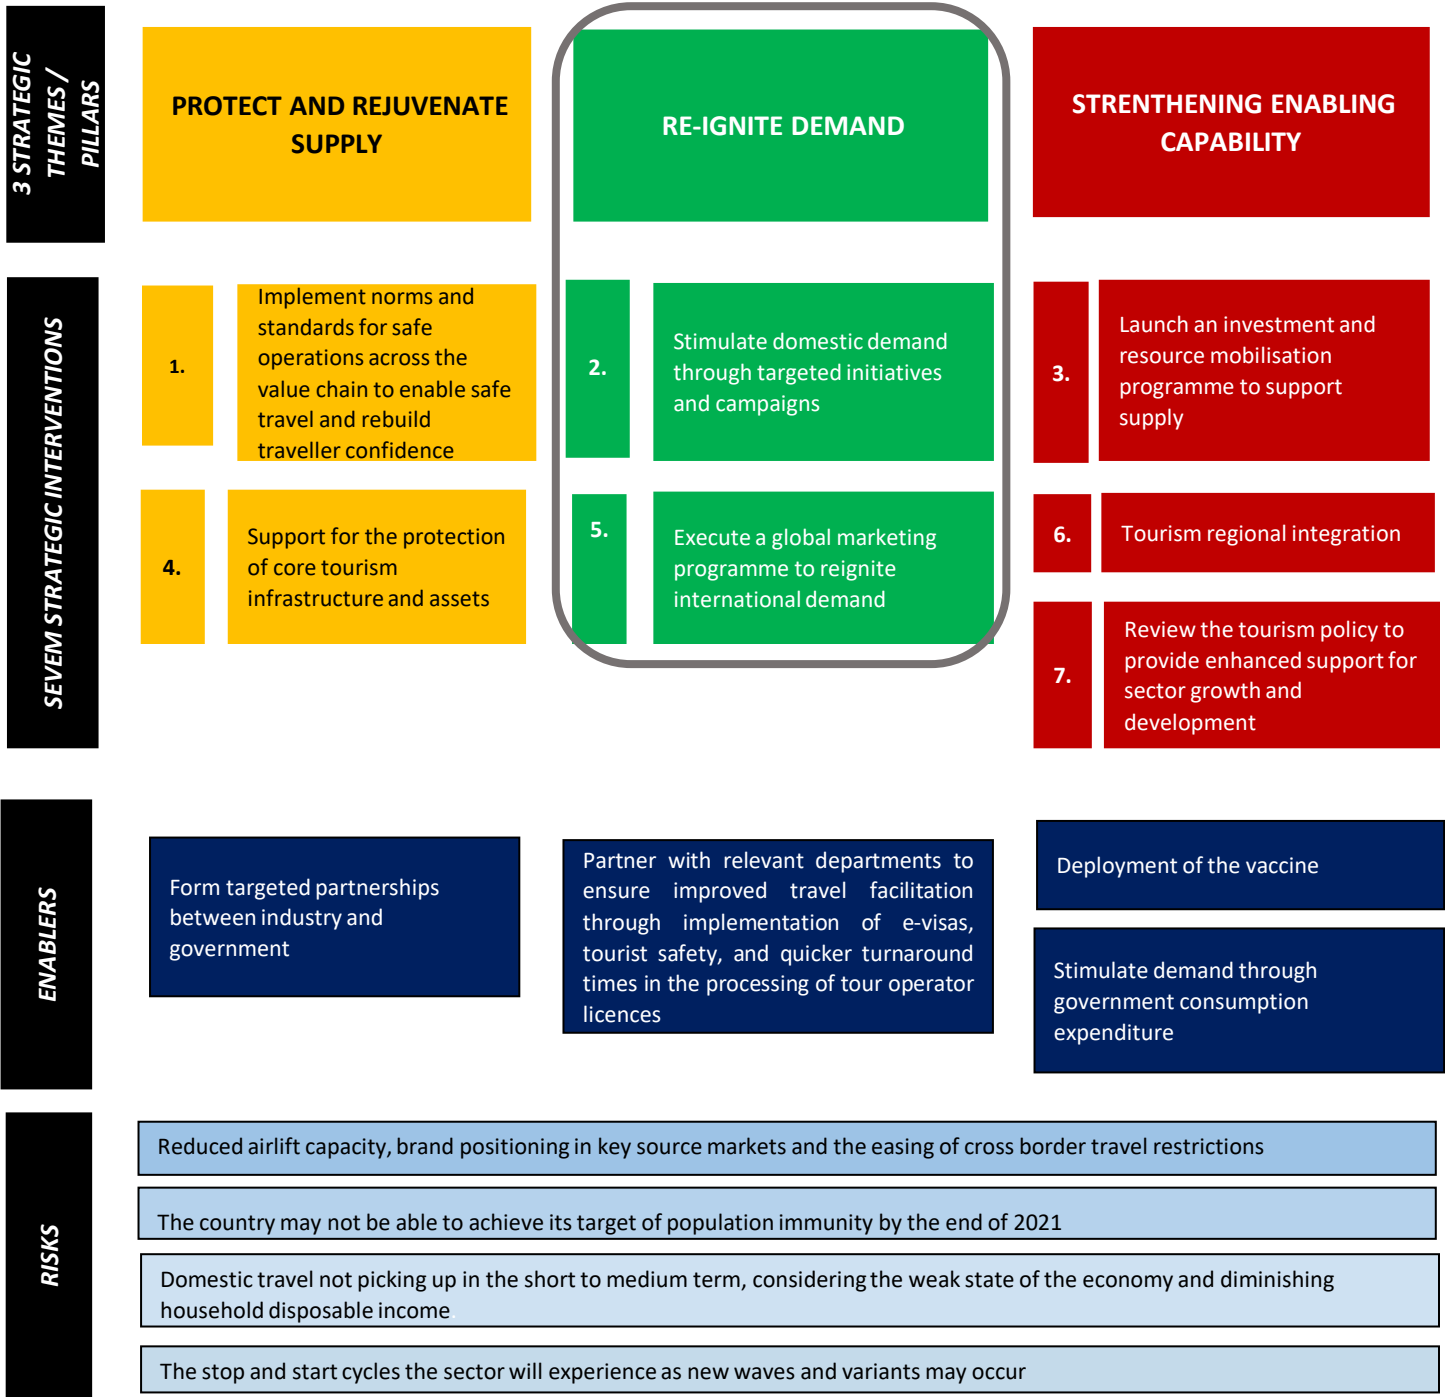 3 STRATEGIC
THEMES /
PILLARS
PROTECT AND REJUVENATE
SUPPLY
RE-IGNITE DEMAND
STRENTHENING ENABLING
CAPABILITY
SEVEM STRATEGIC INTERVENTIONS
1.
Implement norms and
standards for safe
operations across the
value chain to enable safe
travel and rebuild
traveller confidence
2.
Stimulate domestic demand
through targeted initiatives
and campaigns
3.
Launch an investment and
resource mobilisation
programme to support
supply
4.
Support for the protection
of core tourism
infrastructure and assets
5.
Execute a global marketing
programme to reignite
international demand
6.
Tourism regional integration
7.
Review the tourism policy to
provide enhanced support for
sector growth and
development
ENABLERS
Form targeted partnerships
between industry and
government
Partner with relevant departments to
ensure improved travel facilitation
through implementation of e-visas,
tourist safety, and quicker turnaround
times in the processing of tour operator
licences
Deployment of the vaccine
Stimulate demand through
government consumption
expenditure
RISKS
Reduced airlift capacity, brand positioning in key source markets and the easing of cross border travel restrictions
The country may not be able to achieve its target of population immunity by the end of 2021
Domestic travel not picking up in the short to medium term, considering the weak state of the economy and diminishing
household disposable income.
The stop and start cycles the sector will experience as new waves and variants may occur